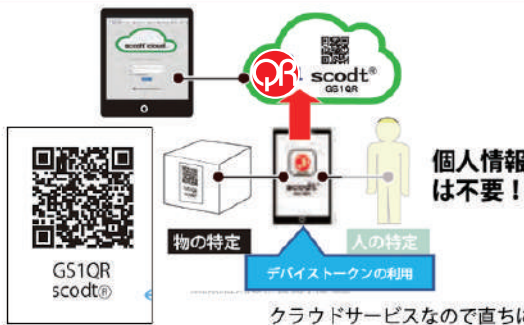 scodt cloud
QR
scodt®
GS1QR
個人情報
は不要！
scodt
物の特定
人の特定
デバイストークンの利用
GS1QR
scodt®
クラウドサービスなので直ちに